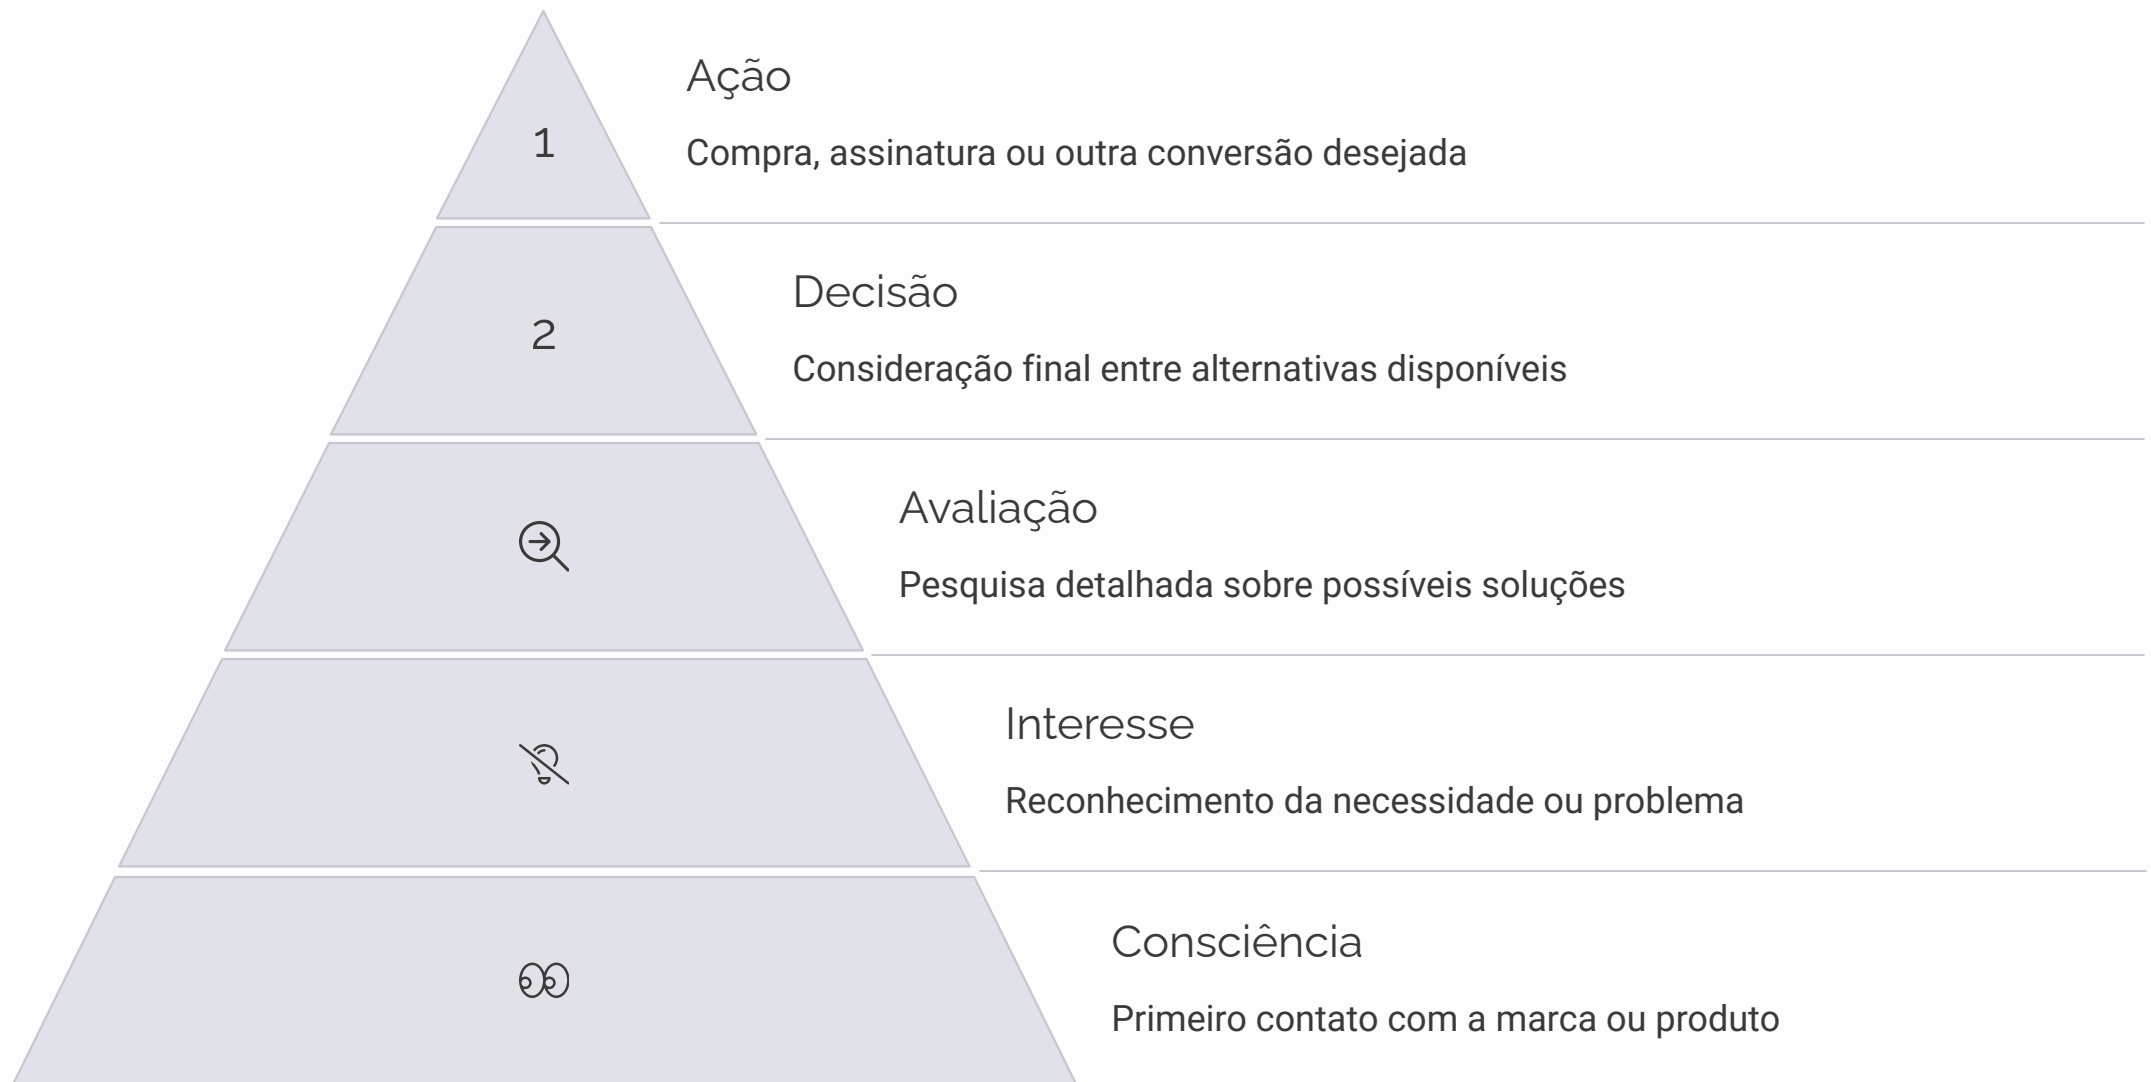 1
Ação
Compra, assinatura ou outra conversão desejada
2
Decisão
Consideração final entre alternativas disponíveis
Avaliação
Pesquisa detalhada sobre possíveis soluções
Interesse
Reconhecimento da necessidade ou problema
Consciência
Primeiro contato com a marca ou produto